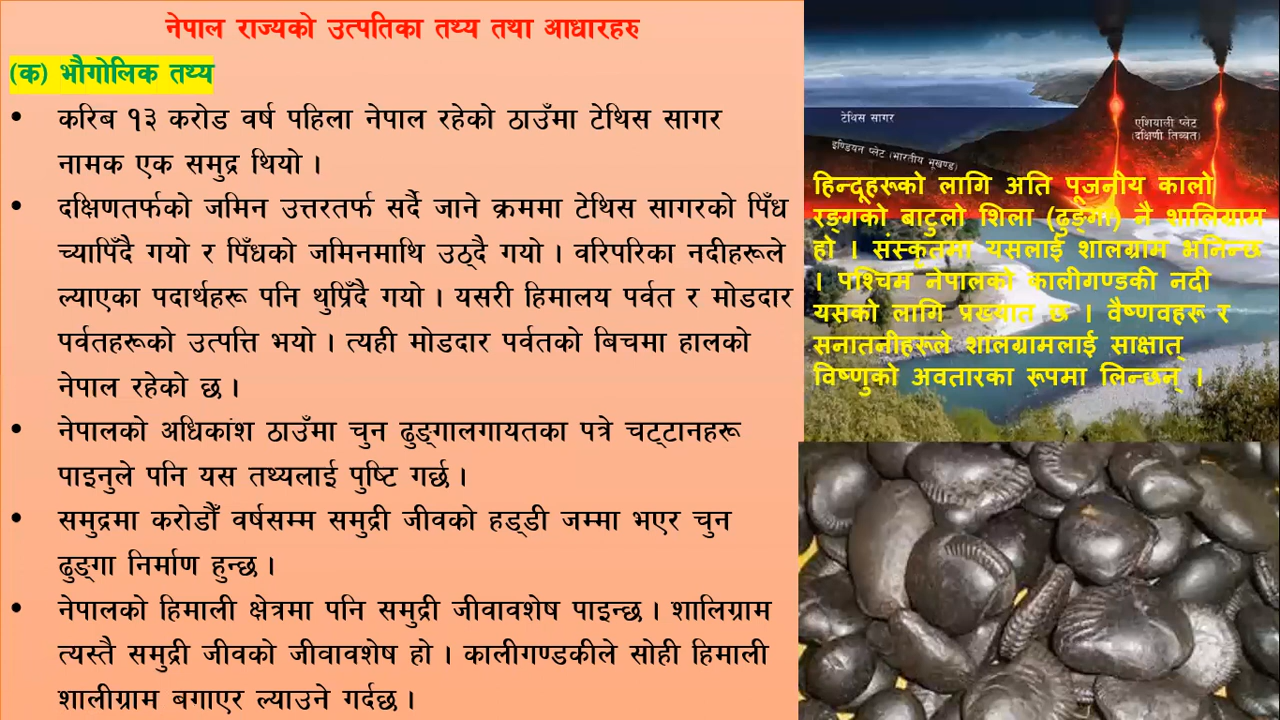 नेपाल राज्यको उत्पतिका तथ्य तथा आधारहरु
(क) भौगोलिक तथ्य
• करिब १३ करोड वर्ष पहिला नेपाल रहेको ठाउँमा टेथिस सागर
नामक एक समुद्र थियो ।
• दक्षिणतर्फको जमिन उत्तरतर्फ सर्दै जाने क्रममा टेथिस सागरको पिँध
च्यापिँदै गयो र पिँधको जमिनमाथि उठ्दै गयो । वरिपरिका नदीहरूले
ल्याएका पदार्थहरू पनि थुप्रिँदै गयो । यसरी हिमालय पर्वत र मोडदार
पर्वतहरूको उत्पत्ति भयो । त्यही मोडदार पर्वतको बिचमा हालको
नेपाल रहेको छ ।
• नेपालको अधिकांश ठाउँमा चुन ढुङ्गालगायतका पत्रे चट्टानहरू
पाइनुले पनि यस तथ्यलाई पुष्टि गर्छ ।
• समुद्रमा करोडौँ वर्षसम्म समुद्री जीवको हड्डी जम्मा भएर चुन
ढुङ्गा निर्माण हुन्छ ।
• नेपालको हिमाली क्षेत्रमा पनि समुद्री जीवावशेष पाइन्छ । शालिग्राम
त्यस्तै समुद्री जीवको जीवावशेष हो । कालीगण्डकीले सोही हिमाली
शालीग्राम बगाएर ल्याउने गर्दछ ।
टेथिस सागर
एशियाली प्लेट
(दक्षिणी तिब्बत)
इण्डियन प्लेट (भारतीय भूखण्ड)
हिन्दूहरूको लागि अति पूजनीय कालो
रङ्गको बाटुलो शिला (ढुङ्गा) नै शालिग्राम
हो । संस्कृतमा यसलाई शालग्राम भनिन्छ
। पश्चिम नेपालको कालीगण्डकी नदी
यसको लागि प्रख्यात छ । वैष्णवहरू र
सनातनीहरूले शालग्रामलाई साक्षात्
विष्णुको अवतारका रूपमा लिन्छन् ।